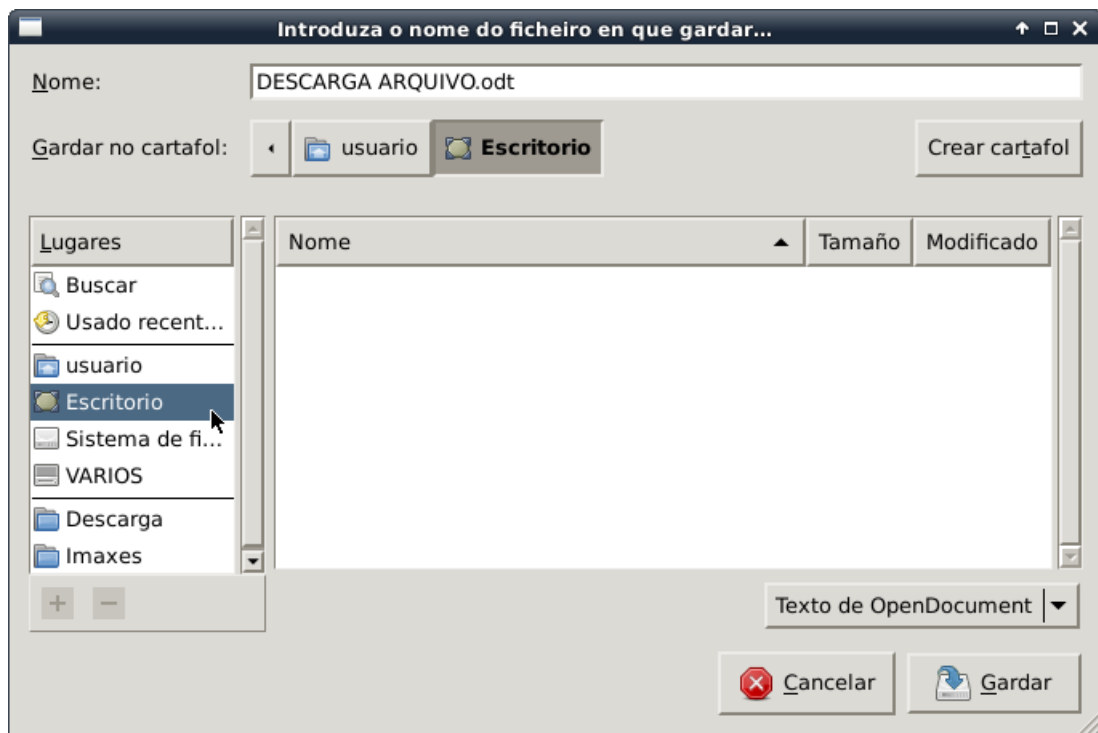 Introduza o nome do ficheiro en que gardar...
Nome: DESCARGA ARQUIVO.odt
Gardar no cartafol: usuario Escritorio Crear cartafol
Lugares Nome Tamaño Modificado
Buscar
Usado recent...
usuario
Escritorio
Sistema de fi...
VARIOS
Descarga
Imaxes
Texto de OpenDocument
Cancelar Gardar